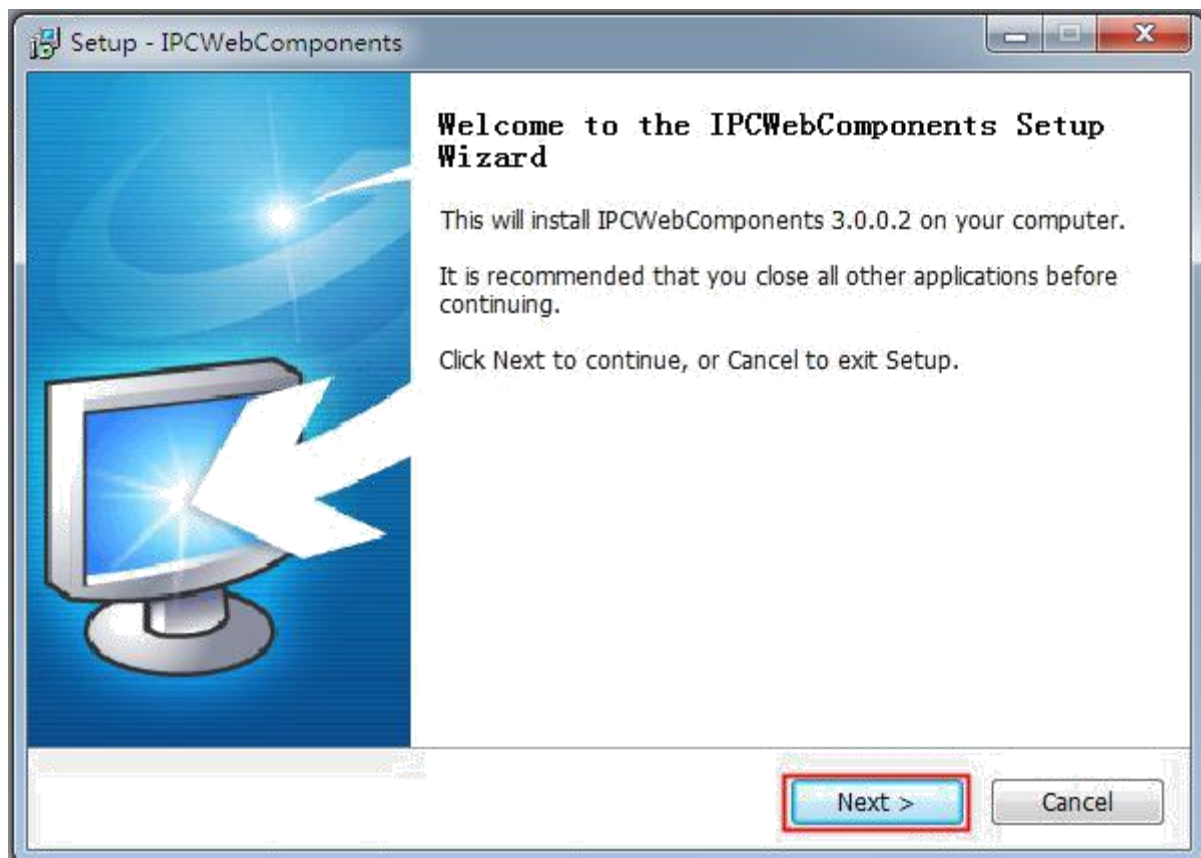 Setup - IPCWebComponents
Welcome to the IPCWebComponents Setup
Wizard
This will install IPCWebComponents 3.0.0.2 on your computer.
It is recommended that you close all other applications before
continuing.
Click Next to continue, or Cancel to exit Setup.
Next >
Cancel